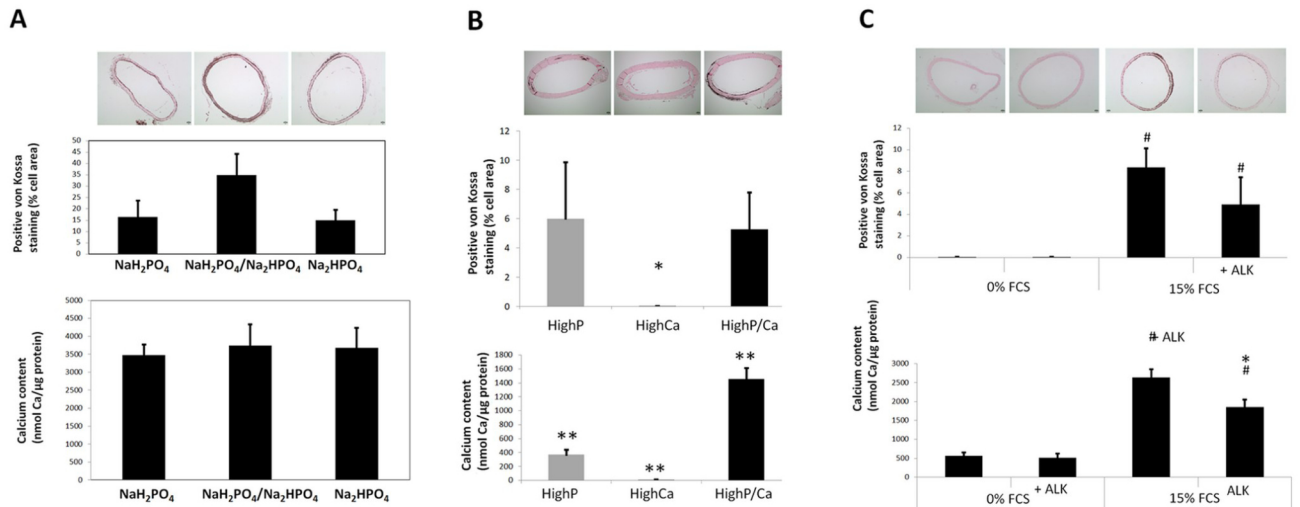 A
Positive von Kossa
staining (% cell area)
50
45
40
35
30
25
20
15
10
5
0
NaH₂PO₄ NaH₂PO₄/Na₂HPO₄ Na₂HPO₄
Calcium content
(nmol Ca/µg protein)
5000
4500
4000
3500
3000
2500
2000
1500
1000
500
0
NaH₂PO₄ NaH₂PO₄/Na₂HPO₄ Na₂HPO₄
B
Positive von Kossa
staining (% cell area)
12
10
8
6
4
2
0
*
HighP HighCa HighP/Ca
Calcium content
(nmol Ca/µg protein)
1800
1600
1400
1200
1000
800
600
400
200
0
** ** **
HighP HighCa HighP/Ca
C
Positive von Kossa
staining (% cell area)
12
10
8
6
4
2
0
# #
+ ALK
0% FCS 15% FCS
Calcium content
(nmol Ca/µg protein)
3000
2500
2000
1500
1000
500
0
# + ALK
*
#
0% FCS + ALK 15% FCS ALK